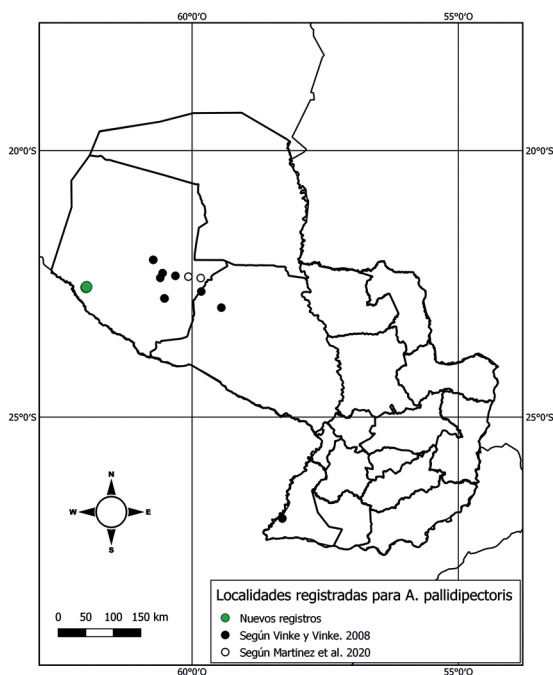 60°0'O 55°0'O
20°0'S 20°0'S
25°0'S 25°0'S
N
W E
S
0 50 100 150 km
Localidades registradas para A. pallidipectoris
Nuevos registros
Según Vinke y Vinke. 2008
Según Martinez et al. 2020
60°0'O 55°0'O